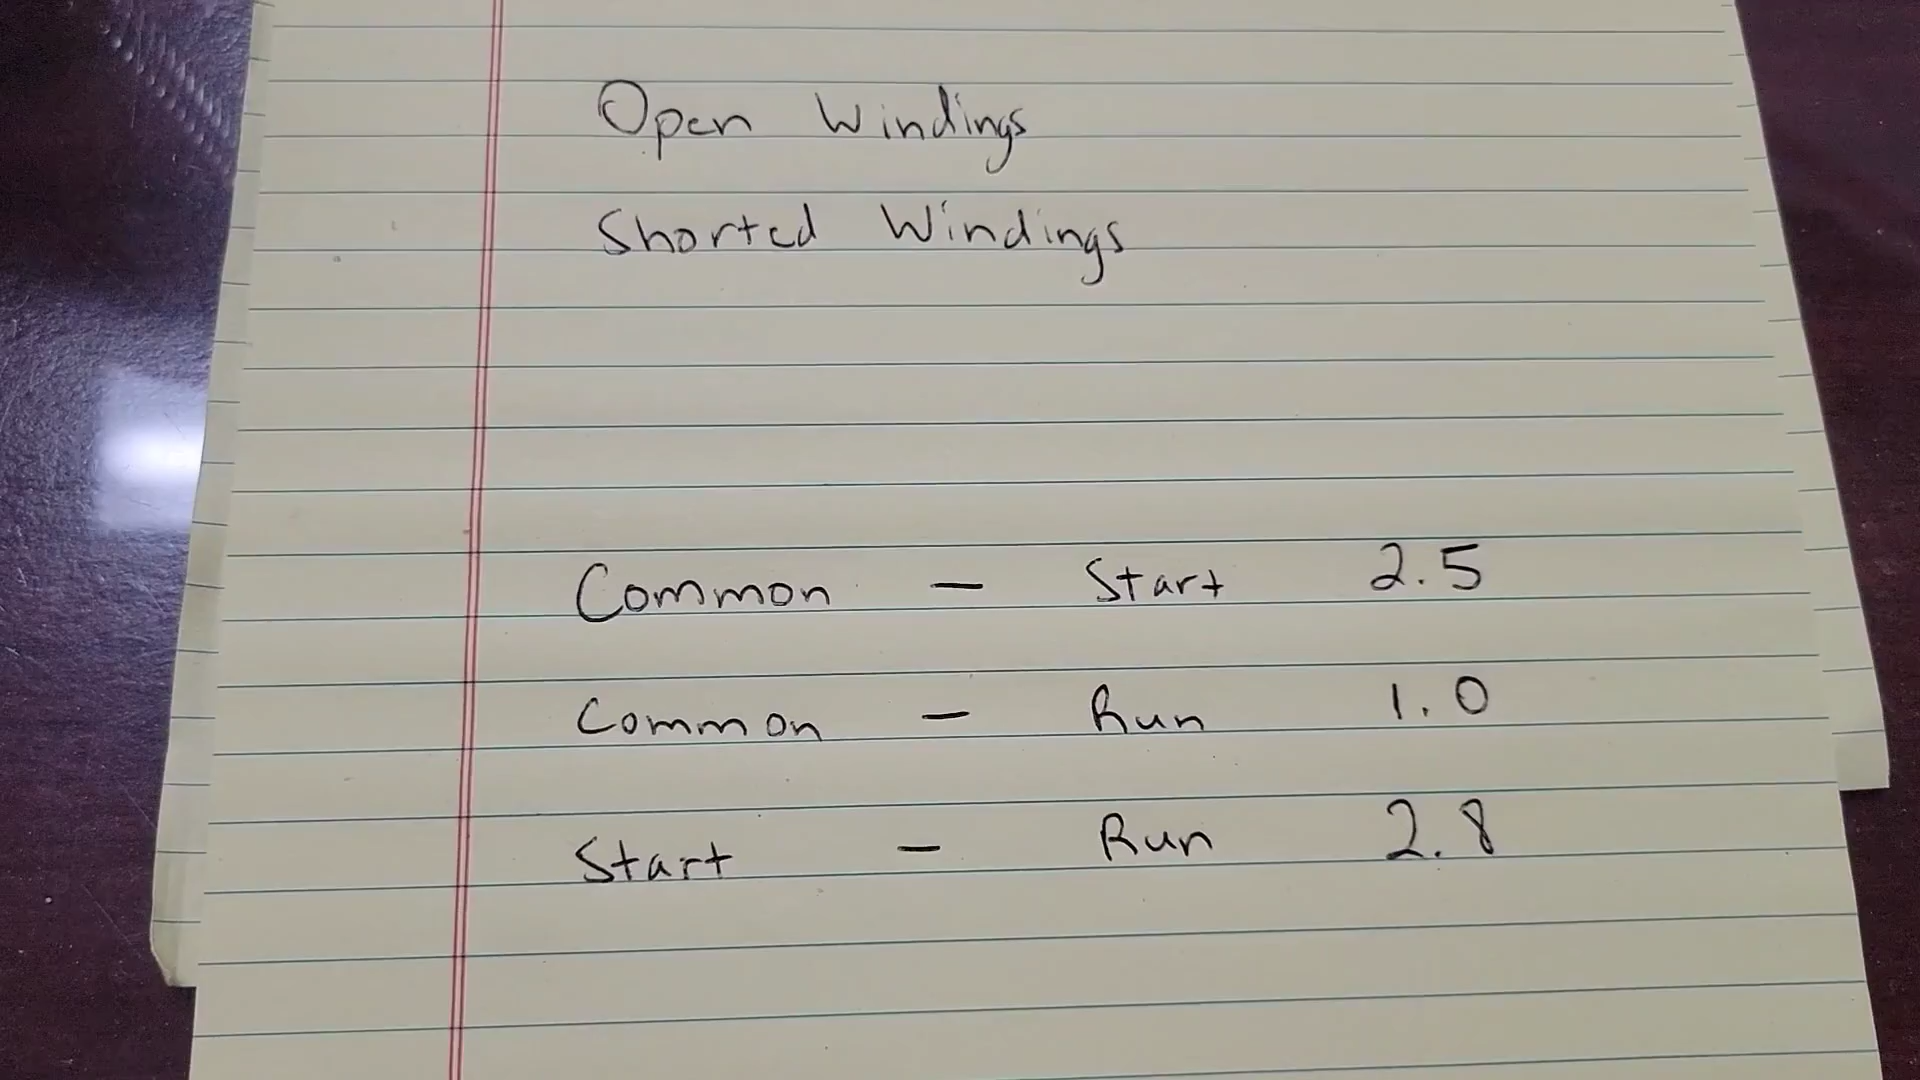 Open Windings
Shorted Windings
Common - Start 2.5
Common - Run 1.0
Start - Run 2.8